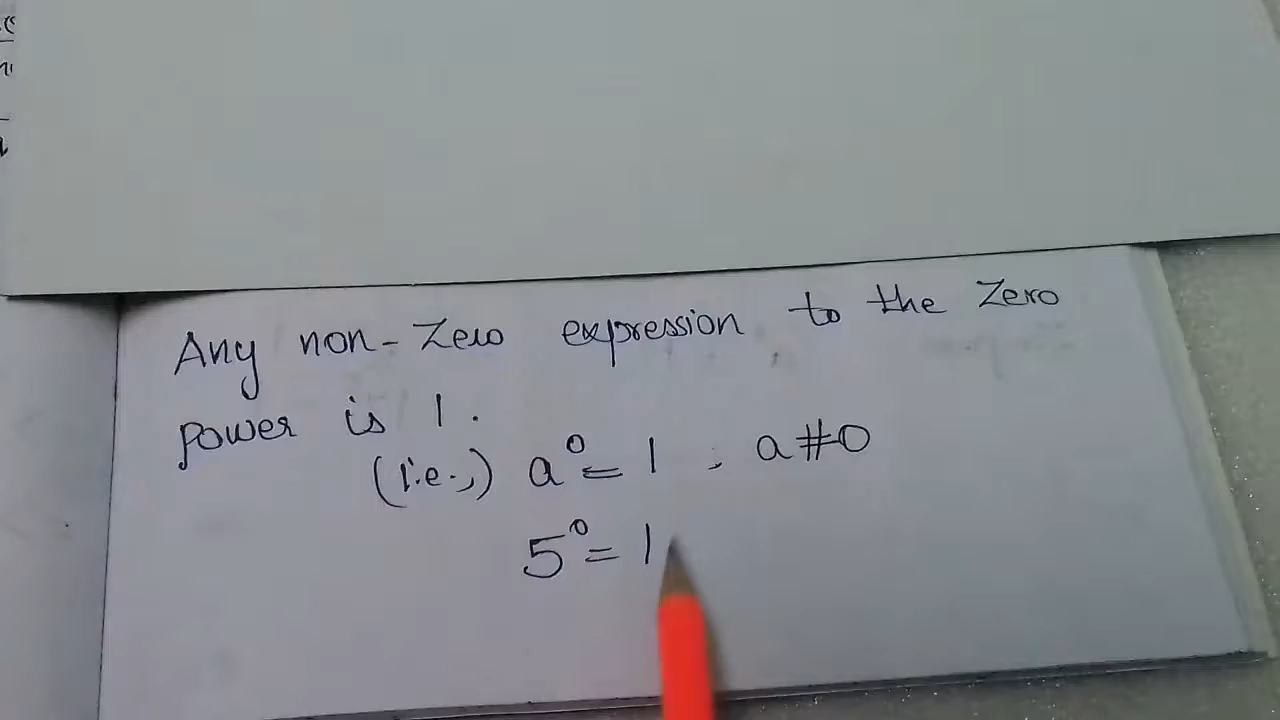 Any non-Zero expression to the Zero
power is 1.
(i.e.,) a⁰ = 1 , a # 0
5⁰ = 1